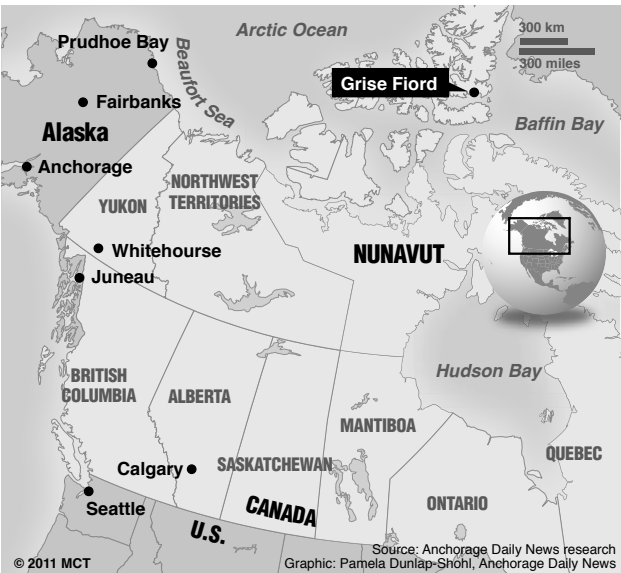 Arctic Ocean
300 km
300 miles
Prudhoe Bay
Beaufort Sea
Grise Fiord
Fairbanks
Baffin Bay
Alaska
Anchorage
NORTHWEST
TERRITORIES
YUKON
Whitehourse
NUNAVUT
Juneau
Hudson Bay
BRITISH
COLUMBIA
ALBERTA
MANTIBOA
QUEBEC
Calgary
SASKATCHEWAN
Seattle
CANADA
ONTARIO
U.S.
© 2011 MCT
Source: Anchorage Daily News research
Graphic: Pamela Dunlap-Shohl, Anchorage Daily News